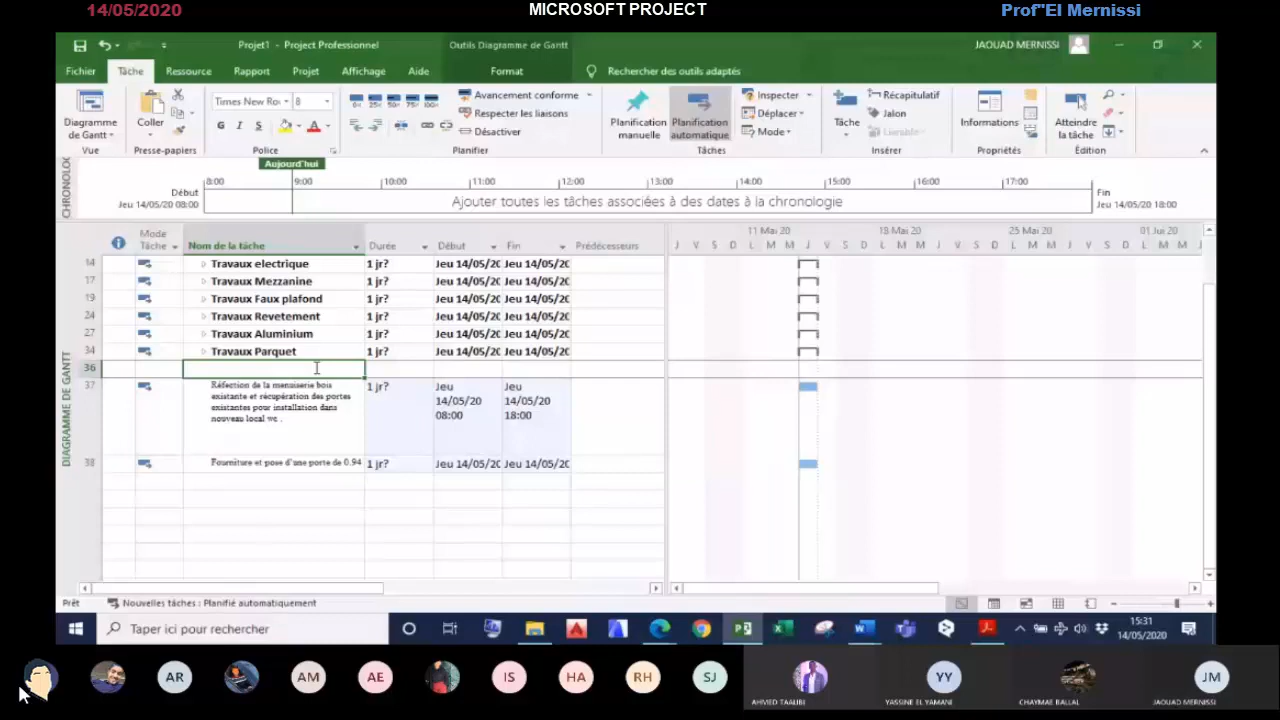 14/05/2020
MICROSOFT PROJECT
Prof"El Mernissi
Projet1 - Project Professionnel
Outils Diagramme de Gantt
JAOUAD MERNISSI
Fichier Tâche Ressource Rapport Projet Affichage Aide Format Rechercher des outils adaptés
Diagramme de Gantt
Vue
Coller
Presse-papiers
Times New Ro 8
G I S A
Police
0% 25% 50% 75% 100%
Avancement conforme
Respecter les liaisons
Désactiver
Planifier
Planification manuelle
Planification automatique
Inspecter
Déplacer
Mode
Tâches
Tâche
Récapitulatif
Jalon
Livrable
Insérer
Informations
Propriétés
Atteindre la tâche
Édition
Aujourd'hui
8:00 9:00 10:00 11:00 12:00 13:00 14:00 15:00 16:00 17:00
Début
Jeu 14/05/20 08:00
Ajouter toutes les tâches associées à des dates à la chronologie
Fin
Jeu 14/05/20 18:00
CHRONOLOG
Mode Tâche Nom de la tâche Durée Début Fin Prédécesseurs
11 Mai 20 18 Mai 20 25 Mai 20 01 Jui 20
J V S D L M M J V S D L M M J V S D L M M J V S D L M M J
14 Travaux electrique 1 jr? Jeu 14/05/20 Jeu 14/05/20
17 Travaux Mezzanine 1 jr? Jeu 14/05/20 Jeu 14/05/20
19 Travaux Faux plafond 1 jr? Jeu 14/05/20 Jeu 14/05/20
24 Travaux Revetement 1 jr? Jeu 14/05/20 Jeu 14/05/20
27 Travaux Aluminium 1 jr? Jeu 14/05/20 Jeu 14/05/20
34 Travaux Parquet 1 jr? Jeu 14/05/20 Jeu 14/05/20
36
37 Réfection de la menuiserie bois 1 jr? Jeu Jeu
existante et récupération des portes 14/05/20 14/05/20
existantes pour installation dans 08:00 18:00
nouveau local wc .
38 Fourniture et pose d'une porte de 0.94 1 jr? Jeu 14/05/20 Jeu 14/05/20
DIAGRAMME DE GANTT
Prêt Nouvelles tâches : Planifié automatiquement
Taper ici pour rechercher
15:31
14/05/2020
AR AM AE IS HA RH SJ YY JM
AHMED TAALIBI YASSINE EL YAMANI CHAYMAE BALLAL JAOUAD MERNISSI